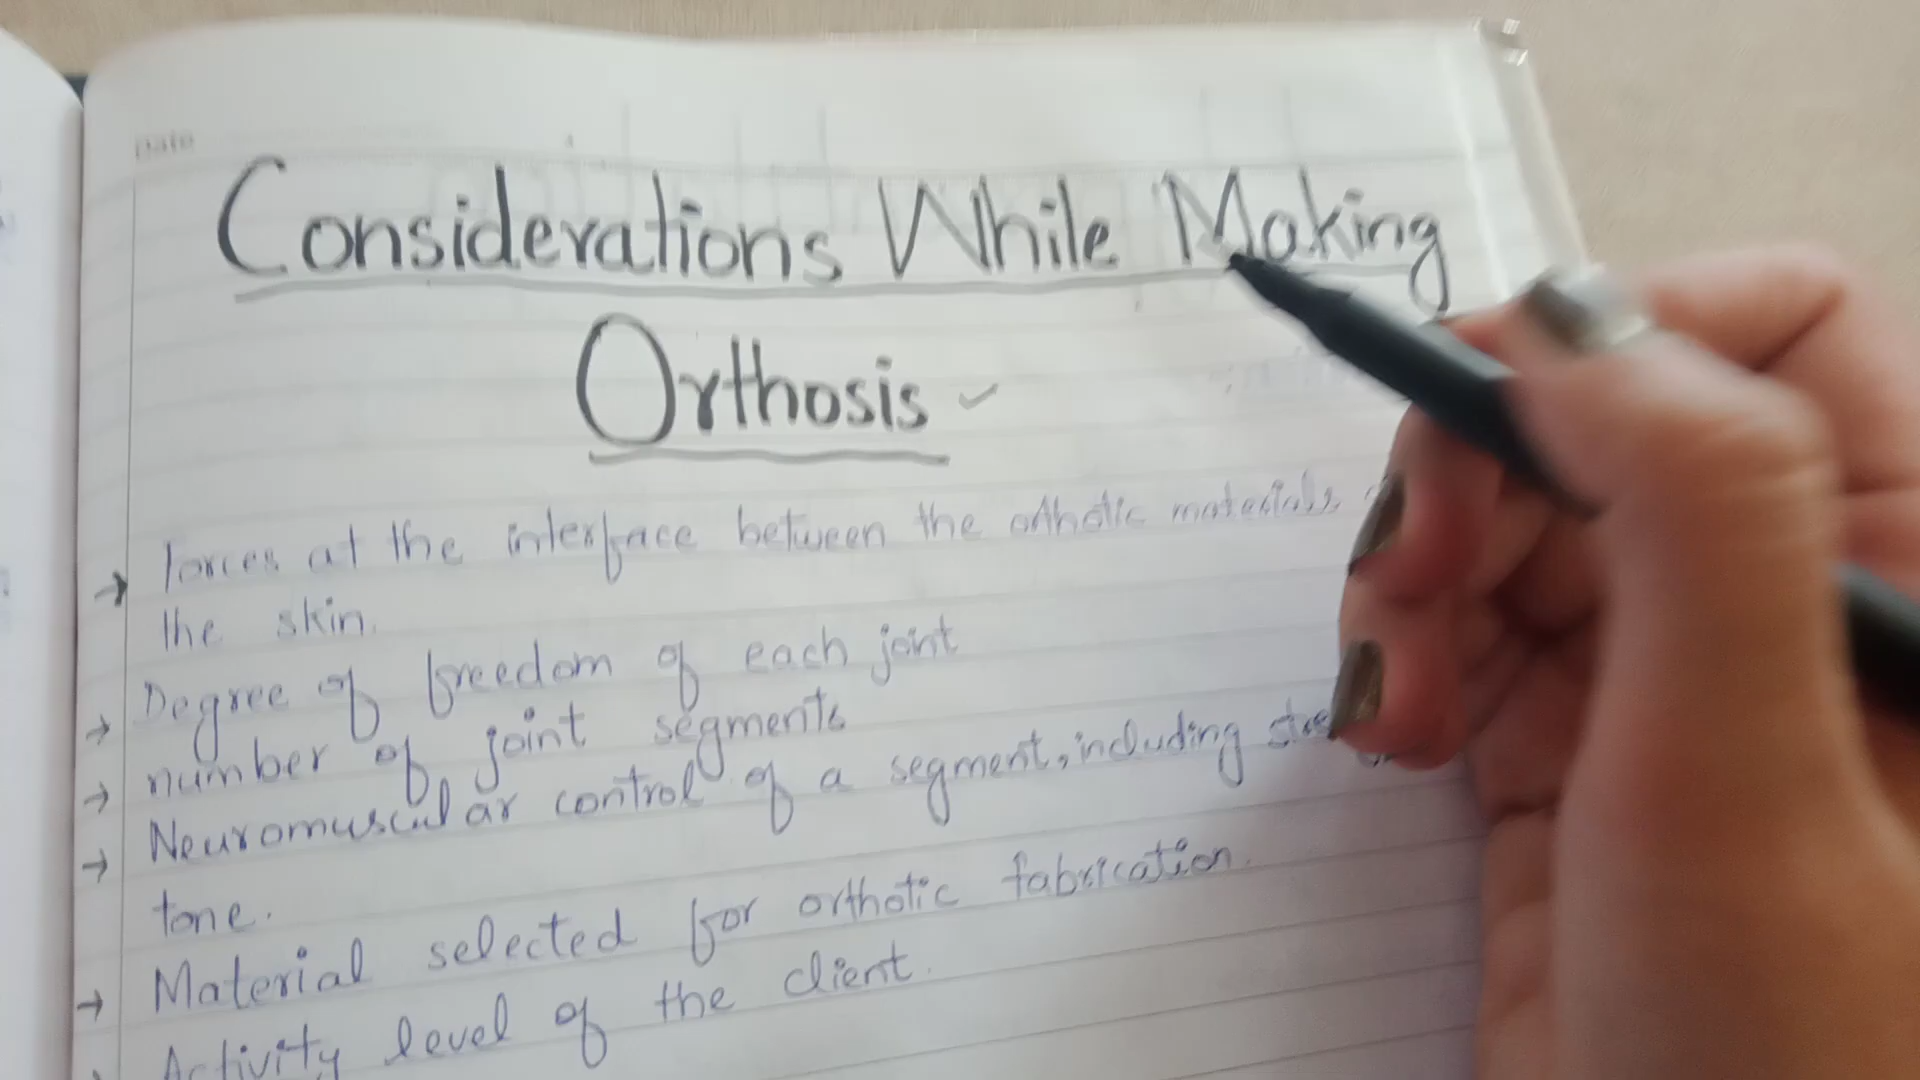 Date
Considerations While Making
Orthosis
→ forces at the interface between the orthotic materials
the skin.
→ Degree of freedom of each joint
→ number of joint segments
→ Neuromuscular control of a segment, including
tone.
→ Material selected for orthotic fabrication.
Activity level of the client.